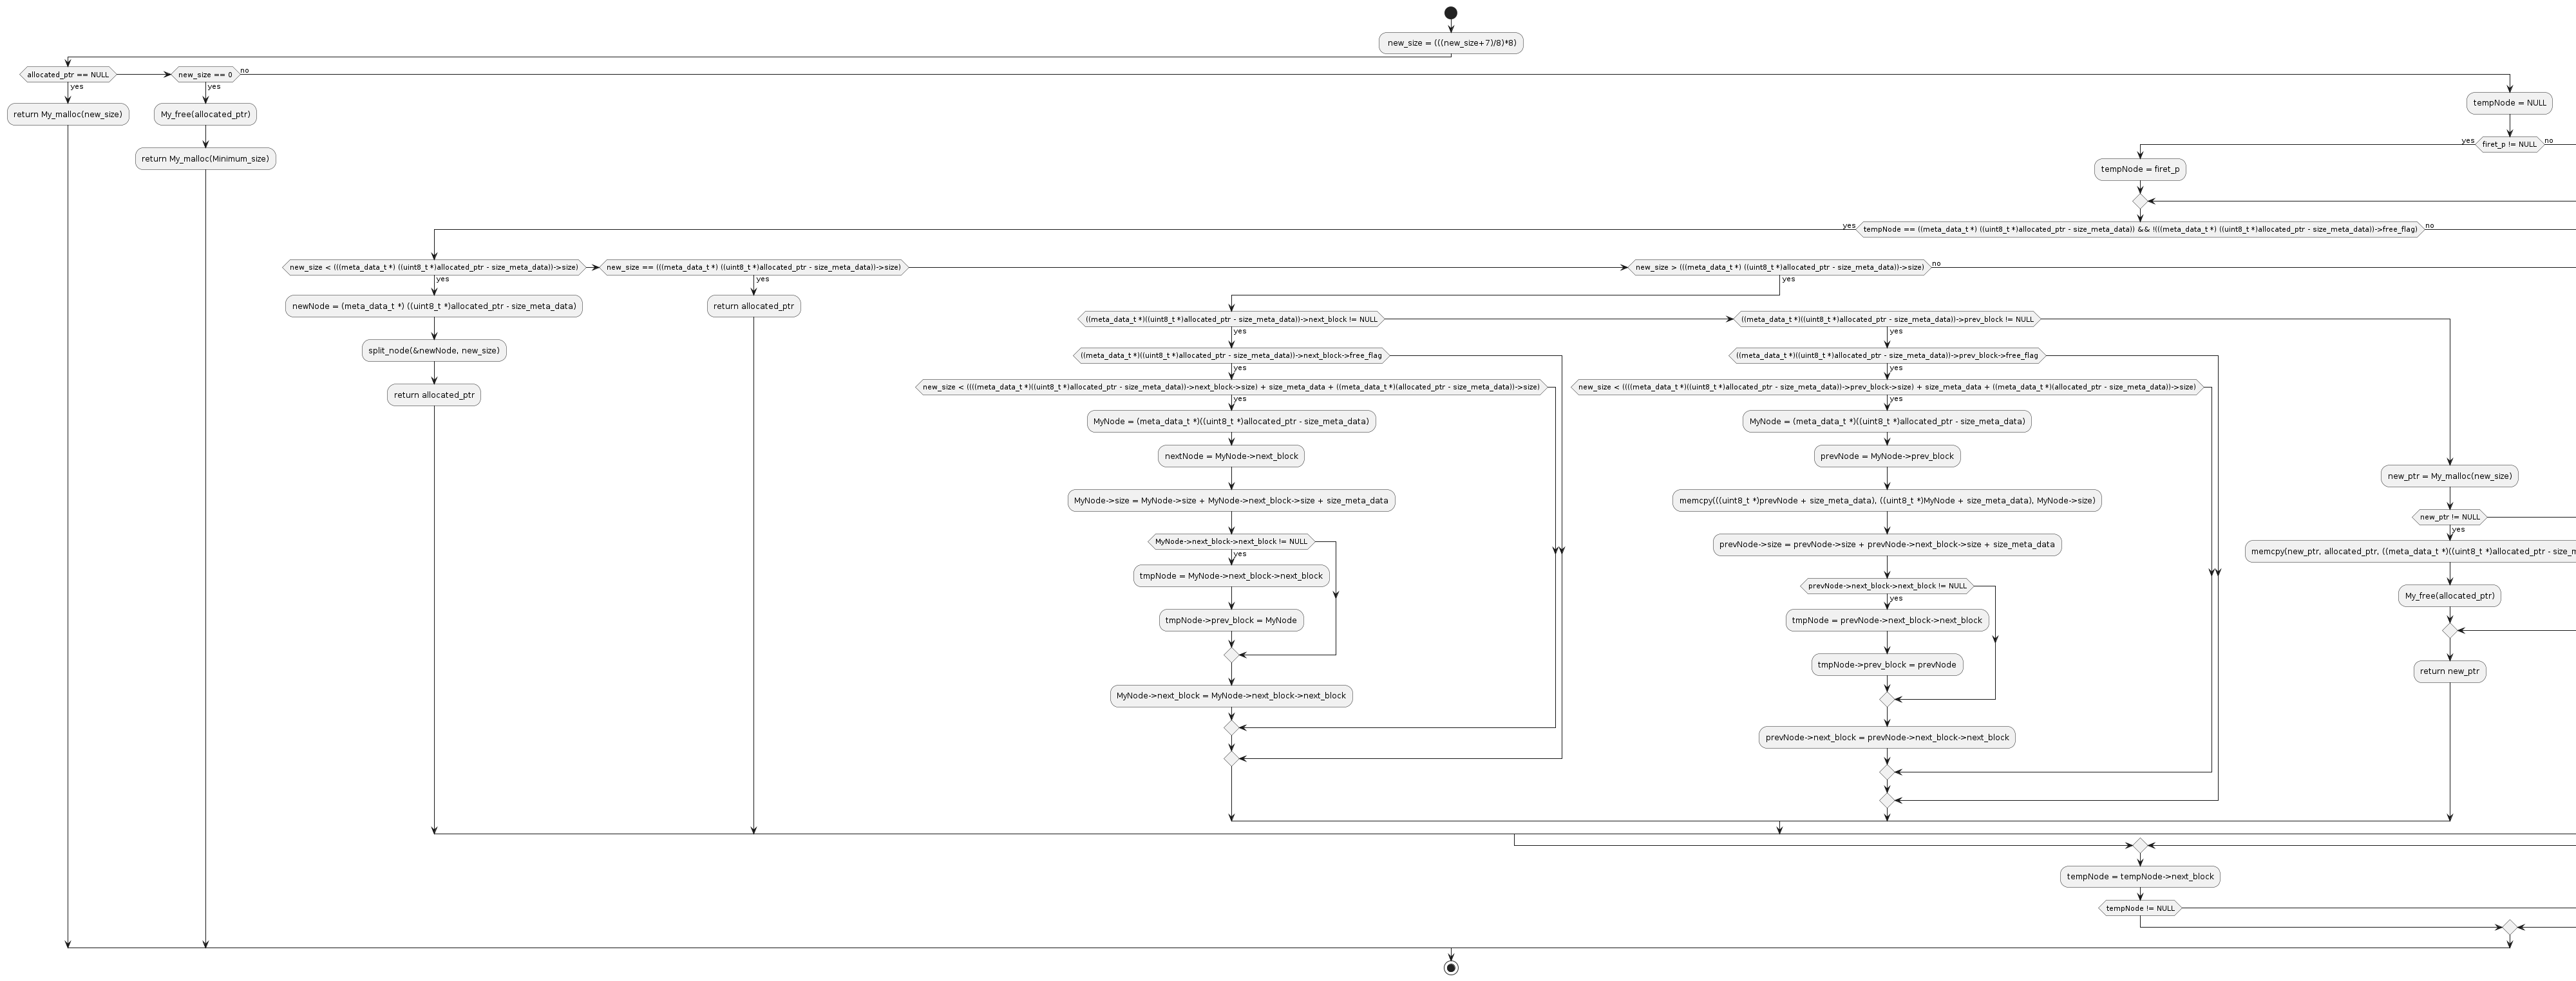 new_size = (((new_size+7)/8)*8)
allocated_ptr == NULL
new_size == 0
no
yes
yes
return My_malloc(new_size)
My_free(allocated_ptr)
return My_malloc(Minimum_size)
tempNode = NULL
yes
firet_p != NULL
no
tempNode = firet_p
yes
tempNode == ((meta_data_t *) ((uint8_t *)allocated_ptr - size_meta_data)) && !(((meta_data_t *) ((uint8_t *)allocated_ptr - size_meta_data))->free_flag)
no
new_size < (((meta_data_t *) ((uint8_t *)allocated_ptr - size_meta_data))->size)
yes
newNode = (meta_data_t *) ((uint8_t *)allocated_ptr - size_meta_data)
split_node(&newNode, new_size)
return allocated_ptr
new_size == (((meta_data_t *) ((uint8_t *)allocated_ptr - size_meta_data))->size)
yes
return allocated_ptr
new_size > (((meta_data_t *) ((uint8_t *)allocated_ptr - size_meta_data))->size)
no
yes
((meta_data_t *)((uint8_t *)allocated_ptr - size_meta_data))->next_block != NULL
yes
((meta_data_t *)((uint8_t *)allocated_ptr - size_meta_data))->next_block->free_flag
yes
new_size < ((((meta_data_t *)((uint8_t *)allocated_ptr - size_meta_data))->next_block->size) + size_meta_data + ((meta_data_t *)(allocated_ptr - size_meta_data))->size)
yes
MyNode = (meta_data_t *)((uint8_t *)allocated_ptr - size_meta_data)
nextNode = MyNode->next_block
MyNode->size = MyNode->size + MyNode->next_block->size + size_meta_data
MyNode->next_block->next_block != NULL
yes
tmpNode = MyNode->next_block->next_block
tmpNode->prev_block = MyNode
MyNode->next_block = MyNode->next_block->next_block
((meta_data_t *)((uint8_t *)allocated_ptr - size_meta_data))->prev_block != NULL
yes
((meta_data_t *)((uint8_t *)allocated_ptr - size_meta_data))->prev_block->free_flag
yes
new_size < ((((meta_data_t *)((uint8_t *)allocated_ptr - size_meta_data))->prev_block->size) + size_meta_data + ((meta_data_t *)(allocated_ptr - size_meta_data))->size)
yes
MyNode = (meta_data_t *)((uint8_t *)allocated_ptr - size_meta_data)
prevNode = MyNode->prev_block
memcpy(((uint8_t *)prevNode + size_meta_data), ((uint8_t *)MyNode + size_meta_data), MyNode->size)
prevNode->size = prevNode->size + prevNode->next_block->size + size_meta_data
prevNode->next_block->next_block != NULL
yes
tmpNode = prevNode->next_block->next_block
tmpNode->prev_block = prevNode
prevNode->next_block = prevNode->next_block->next_block
new_ptr = My_malloc(new_size)
new_ptr != NULL
yes
memcpy(new_ptr, allocated_ptr, ((meta_data_t *)((uint8_t *)allocated_ptr - size_m
My_free(allocated_ptr)
return new_ptr
tempNode = tempNode->next_block
tempNode != NULL